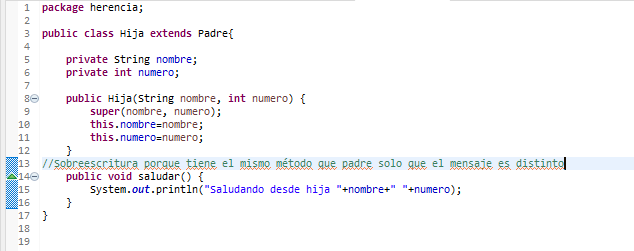 1 package herencia;
2
3 public class Hija extends Padre{
4
5 private String nombre;
6 private int numero;
7
8 public Hija(String nombre, int numero) {
9 super(nombre, numero);
10 this.nombre=nombre;
11 this.numero=numero;
12 }
13 //Sobreescritura porque tiene el mismo método que padre solo que el mensaje es distinto
14 public void saludar() {
15 System.out.println("Saludando desde hija "+nombre+" "+numero);
16 }
17 }
18
19